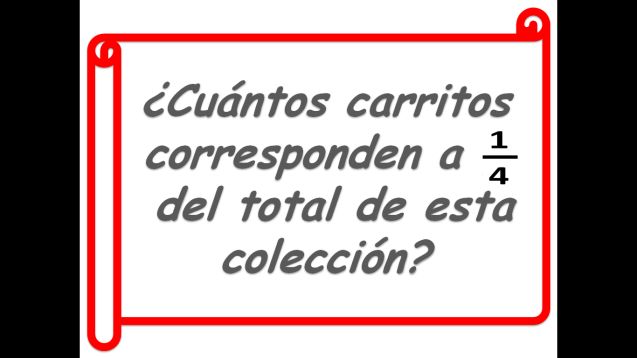 ¿Cuántos carritos
corresponden a 1/4
del total de esta
colección?